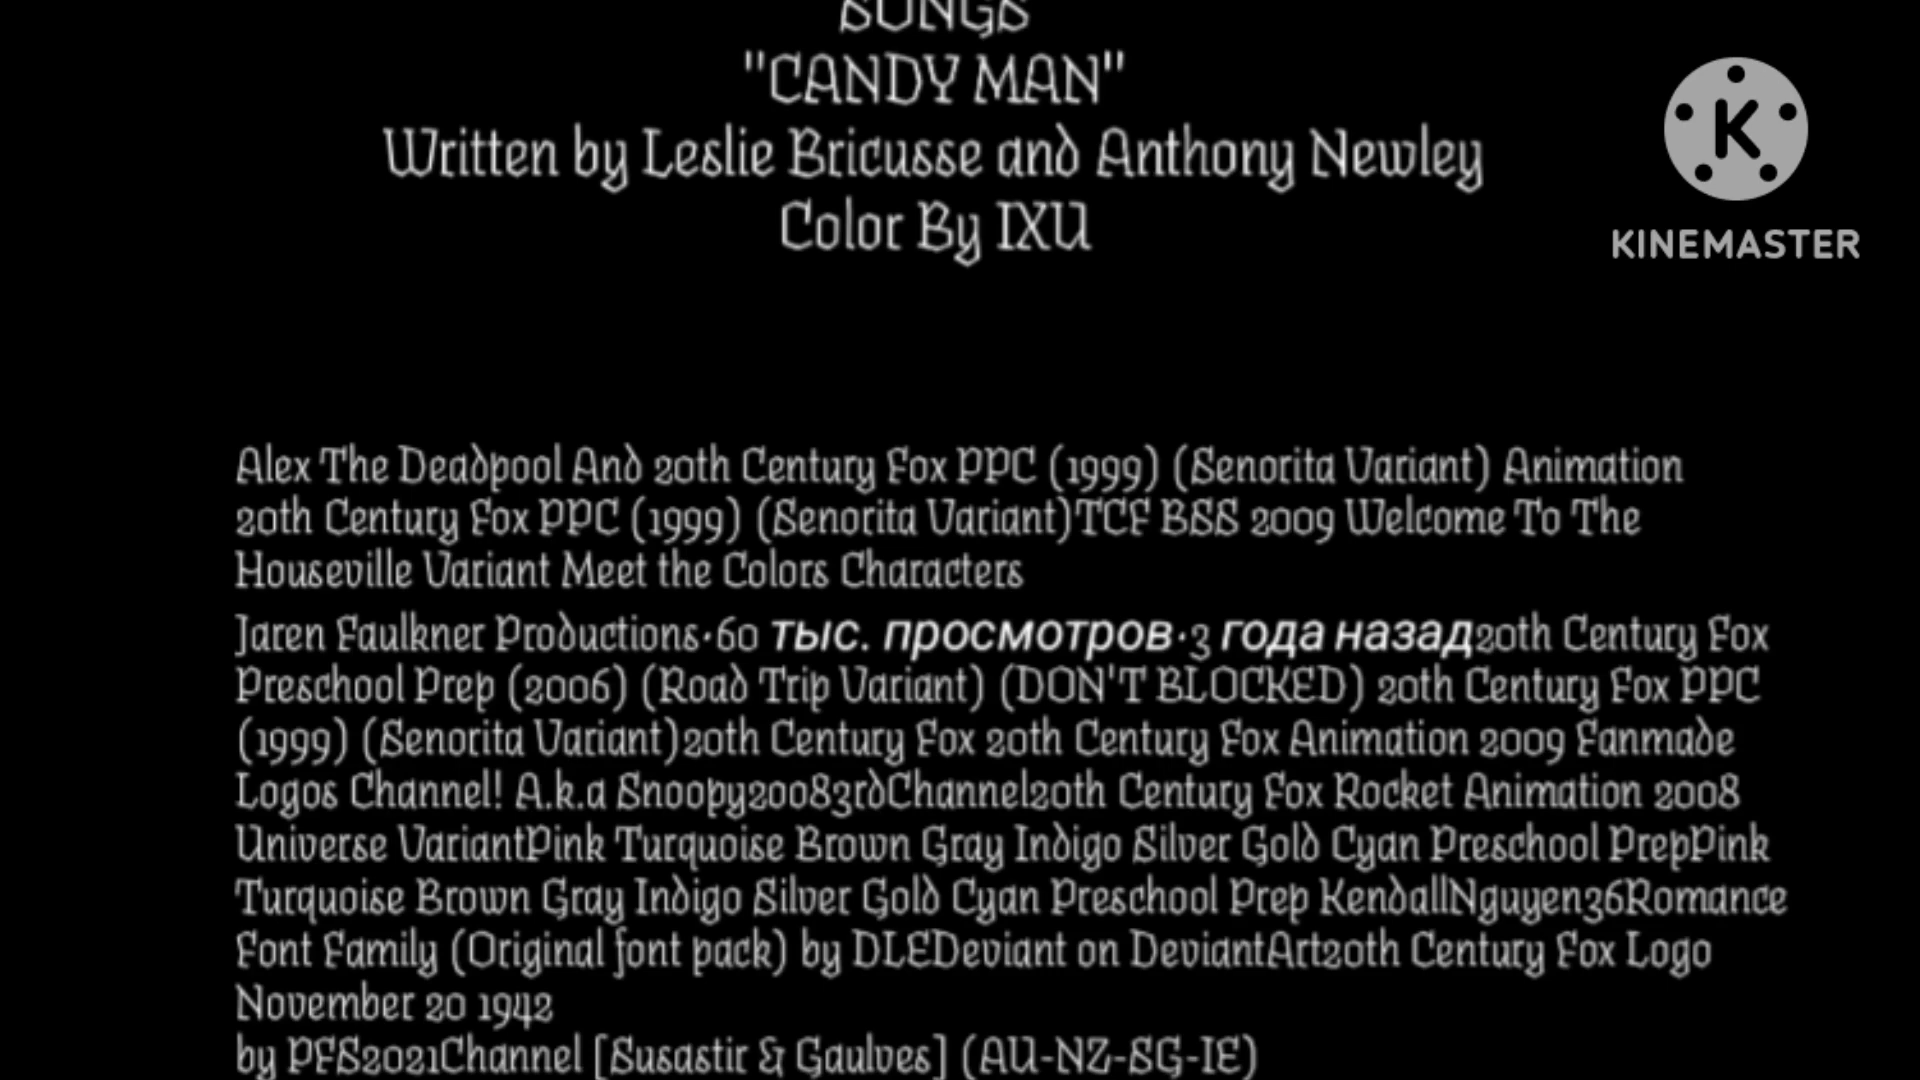 SONGS
"CANDY MAN"
Written by Leslie Bricusse and Anthony Newley
Color By IXU
K
KINEMASTER
Alex The Deadpool And 20th Century Fox PPC (1999) (Senorita Variant) Animation
20th Century Fox PPC (1999) (Senorita Variant)TCF BSS 2009 Welcome To The
Houseville Variant Meet the Colors Characters
Jaren Faulkner Productions·60 тыс. просмотров·3 года назад20th Century Fox
Preschool Prep (2006) (Road Trip Variant) (DON'T BLOCKED) 20th Century Fox PPC
(1999) (Senorita Variant)20th Century Fox 20th Century Fox Animation 2009 Fanmade
Logos Channel! A.k.a Snoopy20083rdChannel20th Century Fox Rocket Animation 2008
Universe VariantPink Turquoise Brown Gray Indigo Silver Gold Cyan Preschool PrepPink
Turquoise Brown Gray Indigo Silver Gold Cyan Preschool Prep KendallNguyen36Romance
Font Family (Original font pack) by DLEDeviant on DeviantArt20th Century Fox Logo
November 20 1942
by PFS2021Channel [Susastir & Gaulves] (AU-NZ-SG-IE)